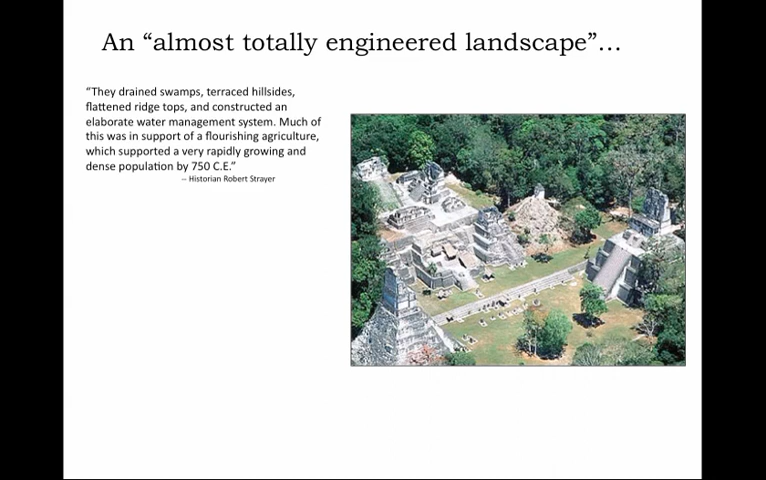 An “almost totally engineered landscape”…
“They drained swamps, terraced hillsides,
flattened ridge tops, and constructed an
elaborate water management system. Much of
this was in support of a flourishing agriculture,
which supported a very rapidly growing and
dense population by 750 C.E.”
-- Historian Robert Strayer